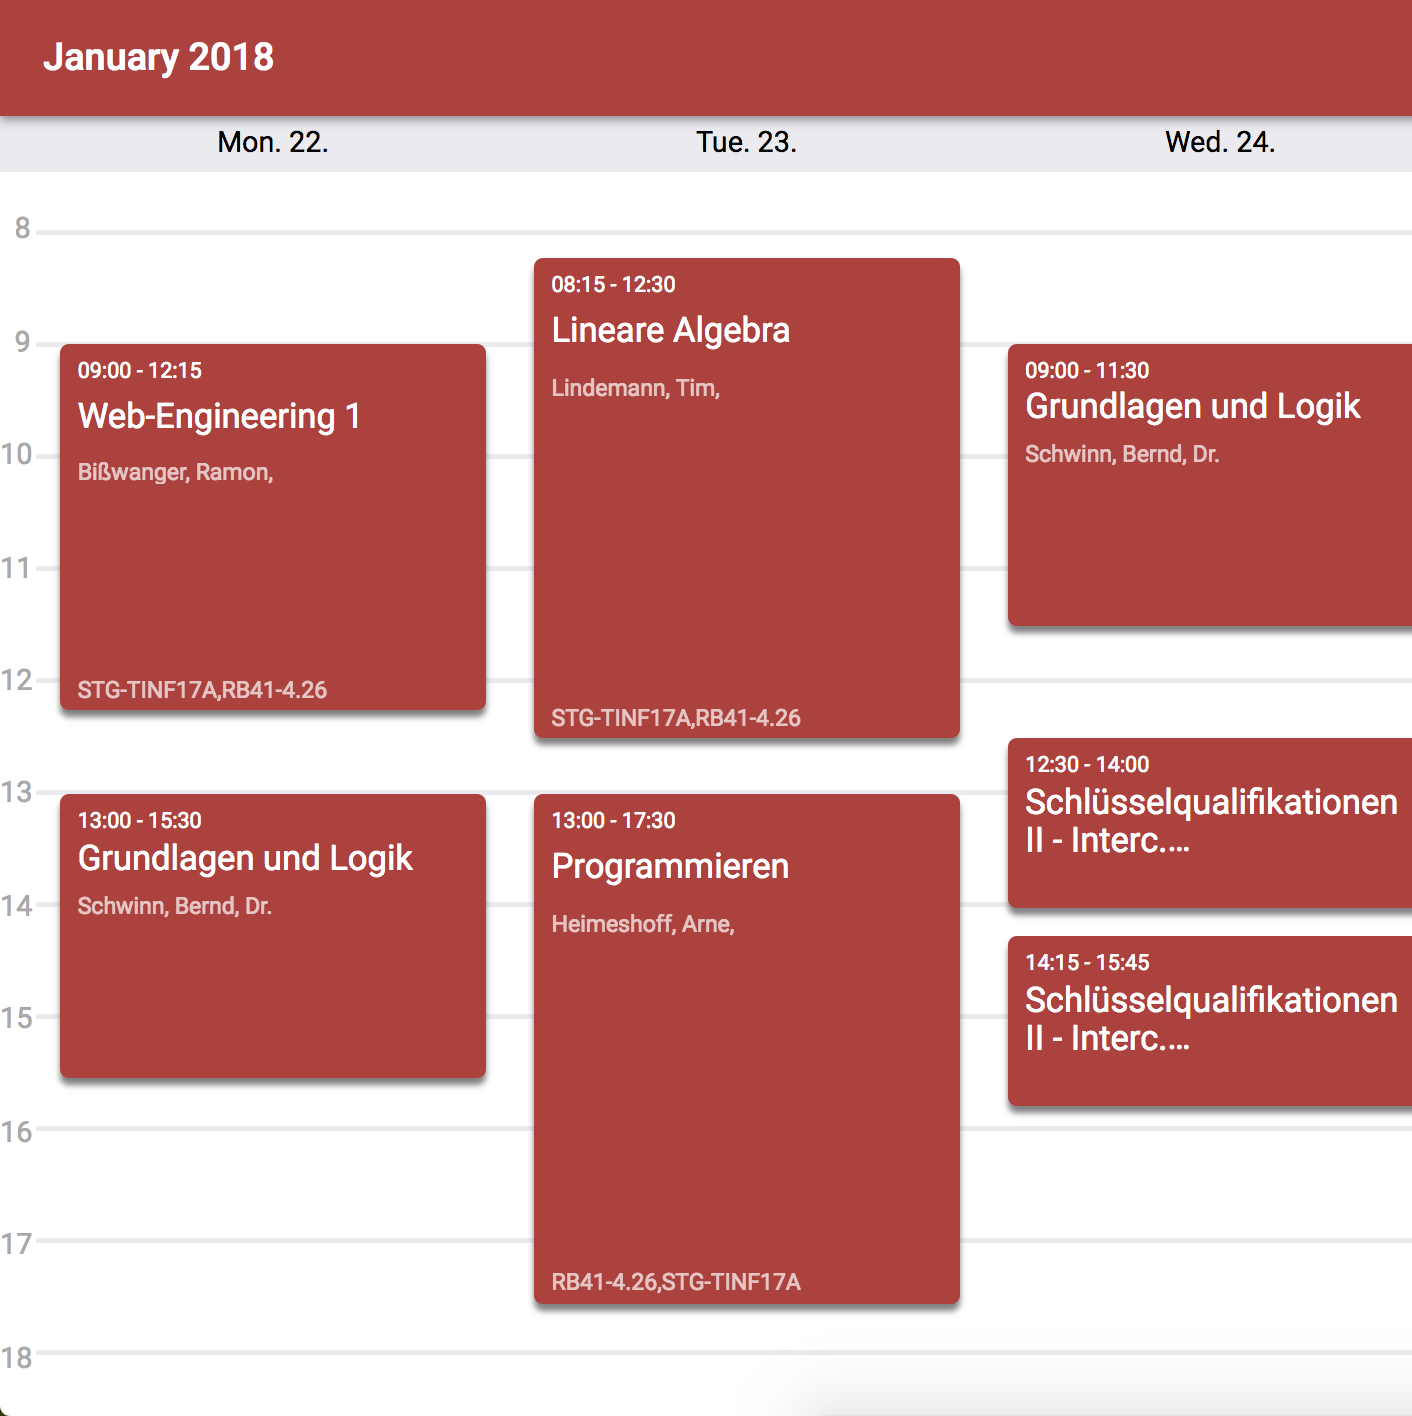 January 2018
Mon. 22.
Tue. 23.
Wed. 24.
8
9
10
11
12
13
14
15
16
17
18
09:00 - 12:15
Web-Engineering 1
Bißwanger, Ramon,
STG-TINF17A,RB41-4.26
13:00 - 15:30
Grundlagen und Logik
Schwinn, Bernd, Dr.
08:15 - 12:30
Lineare Algebra
Lindemann, Tim,
STG-TINF17A,RB41-4.26
13:00 - 17:30
Programmieren
Heimeshoff, Arne,
RB41-4.26,STG-TINF17A
09:00 - 11:30
Grundlagen und Logik
Schwinn, Bernd, Dr.
12:30 - 14:00
Schlüsselqualifikationen
II - Interc.…
14:15 - 15:45
Schlüsselqualifikationen
II - Interc.…